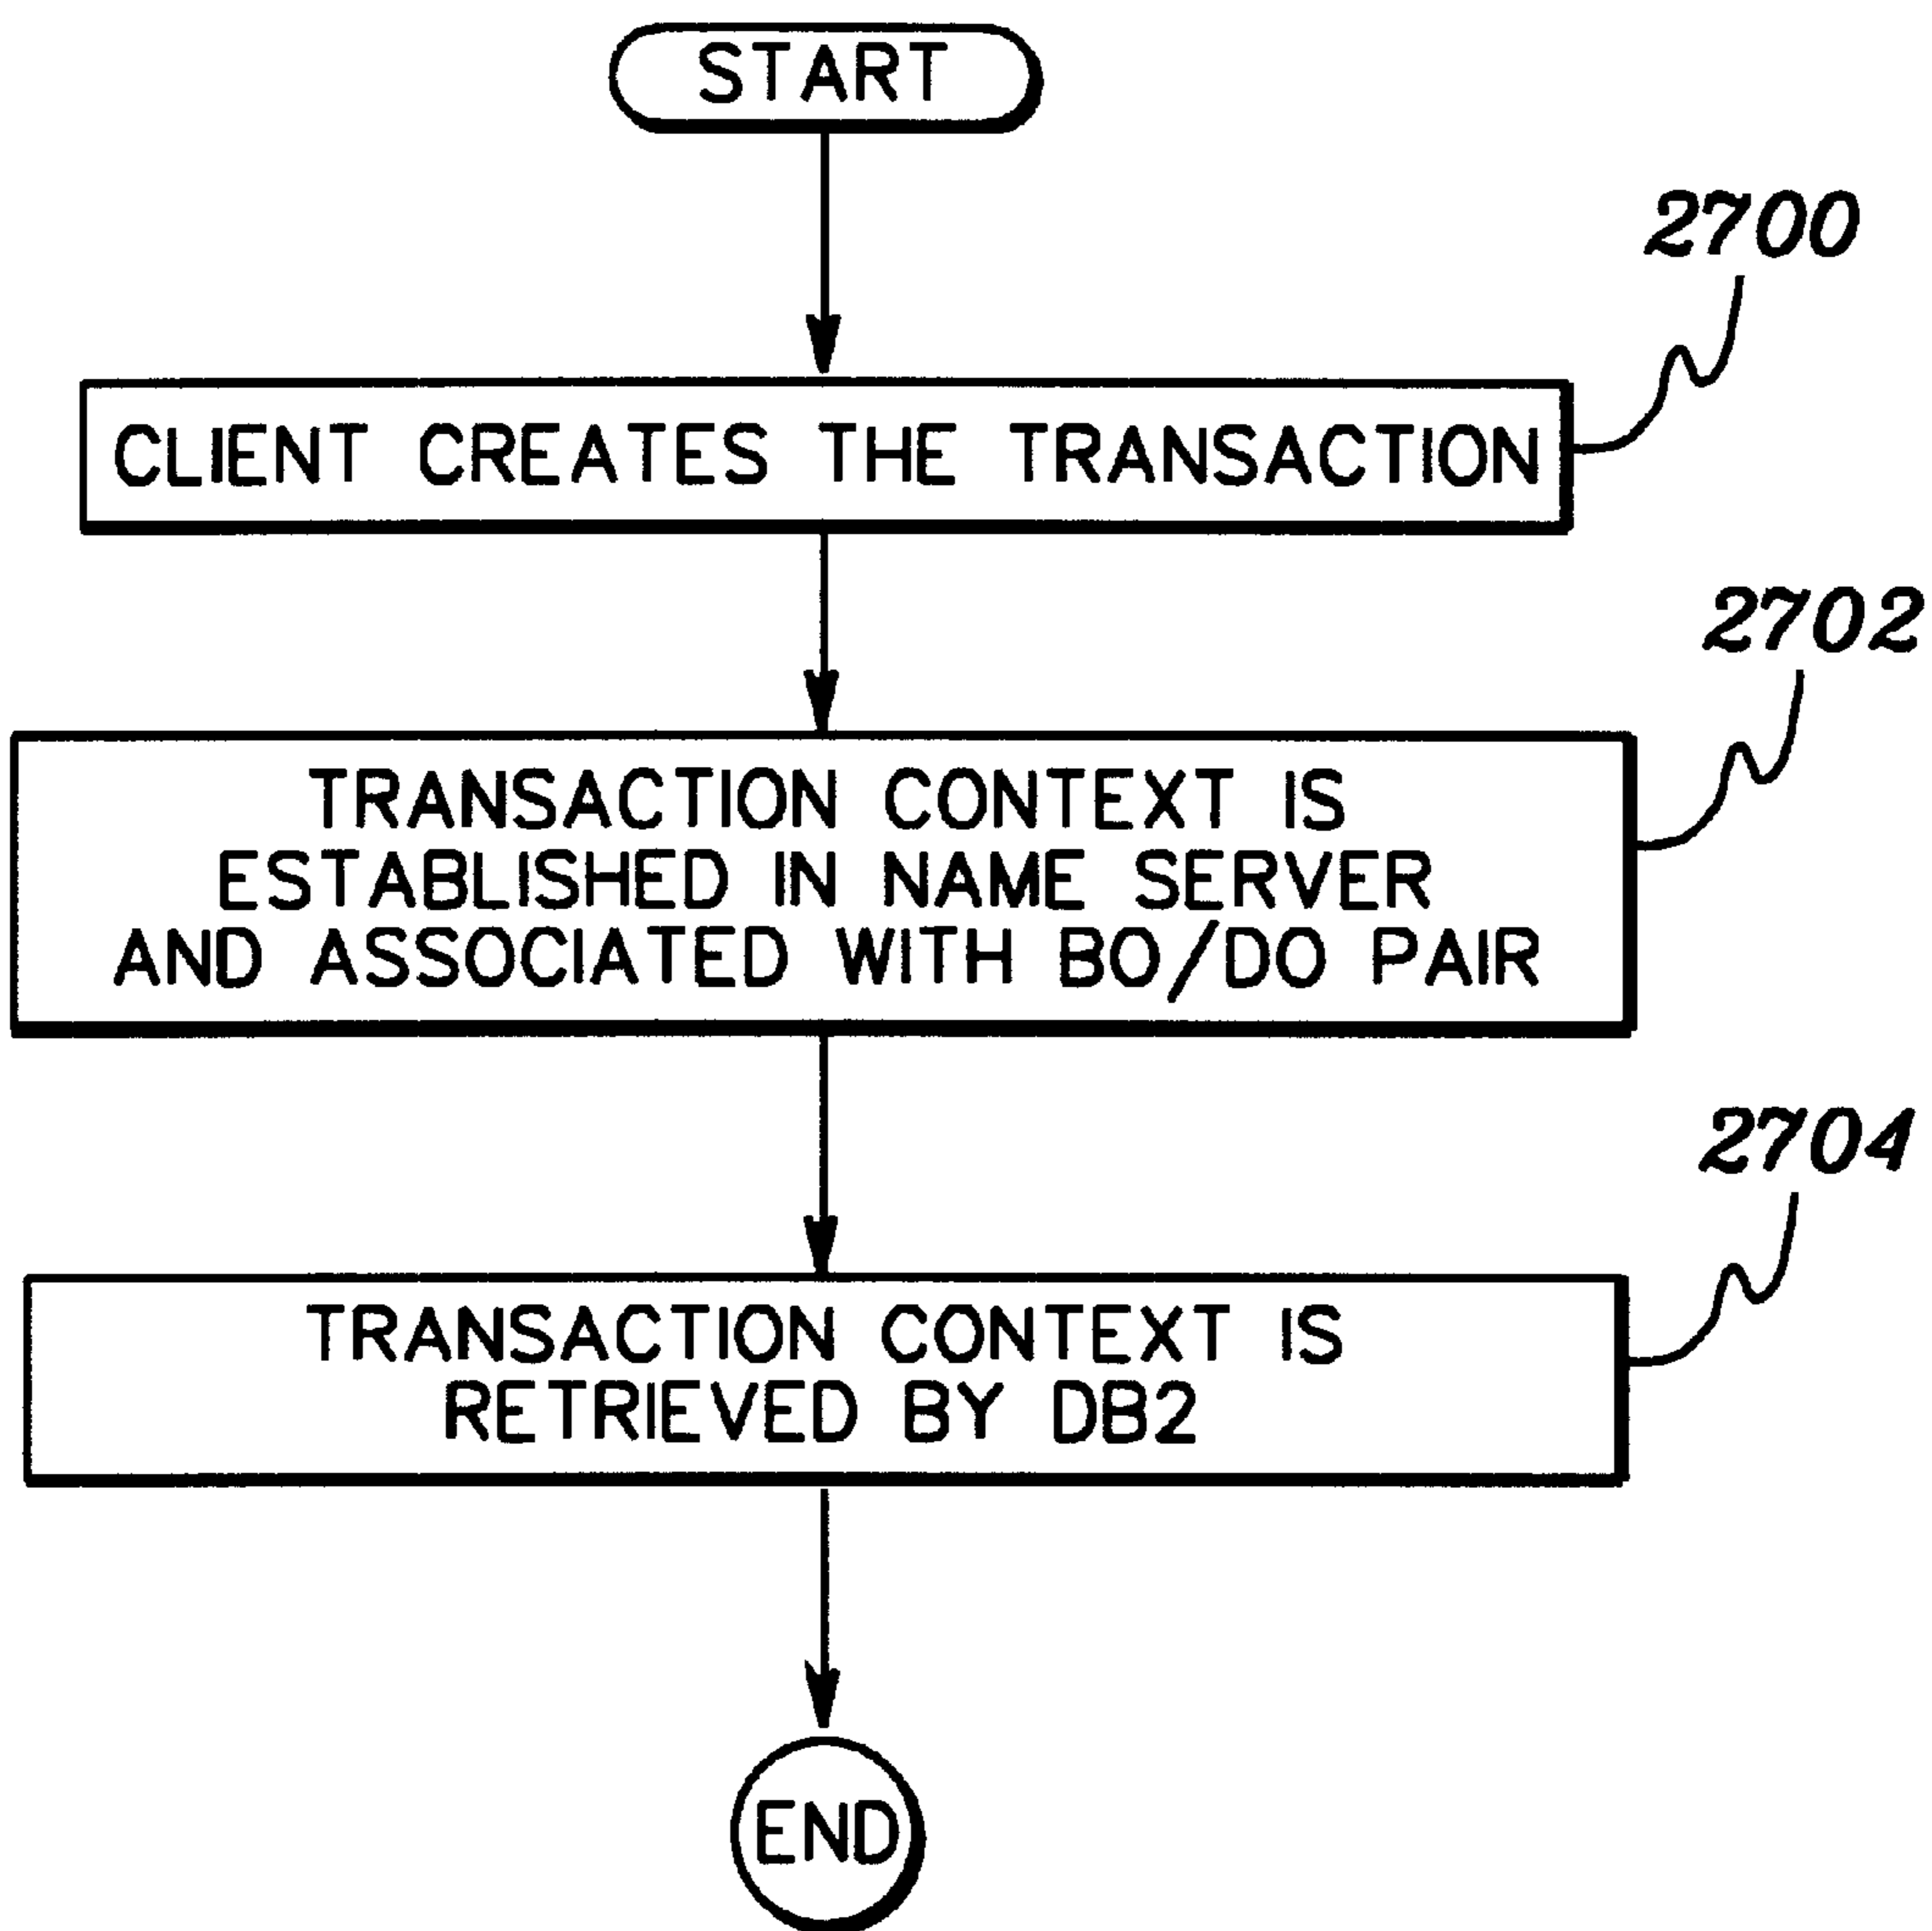 START
2700
CLIENT CREATES THE TRANSACTION
2702
TRANSACTION CONTEXT IS
ESTABLISHED IN NAME SERVER
AND ASSOCIATED WITH BO/DO PAIR
2704
TRANSACTION CONTEXT IS
RETRIEVED BY DB2
END